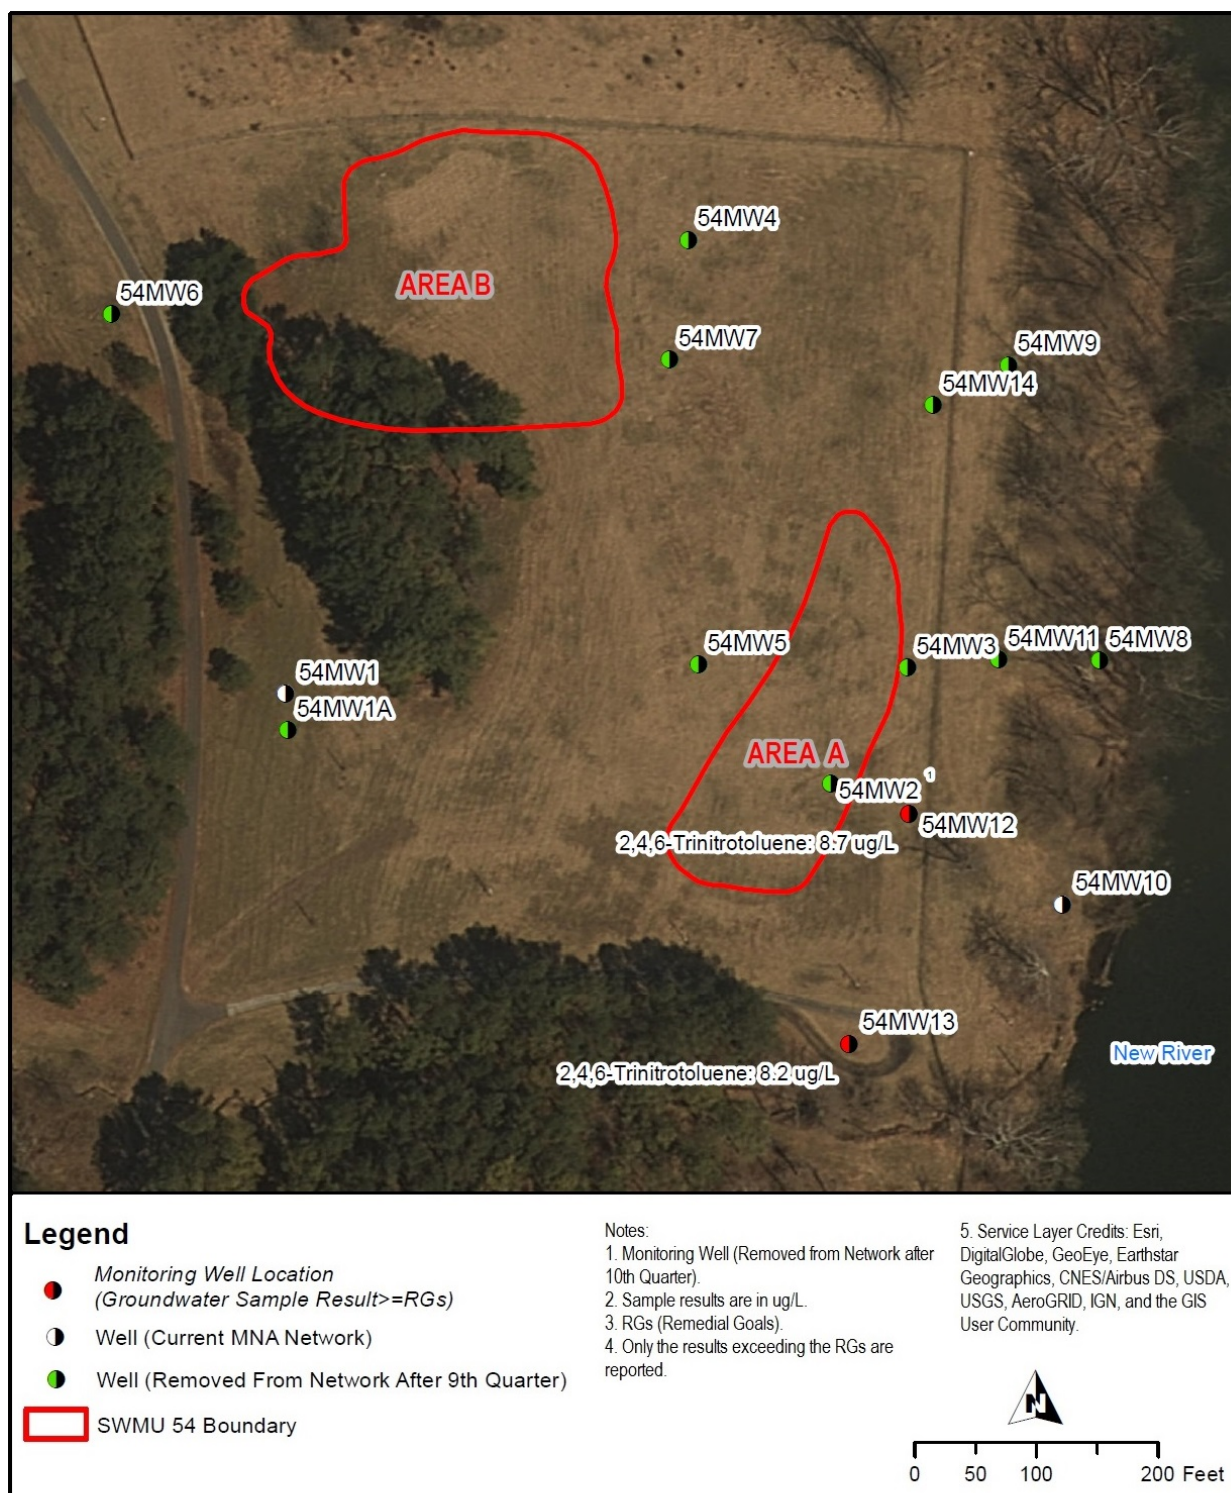 54MW4
AREA B
54MW6
54MW7
54MW9
54MW14
54MW5
54MW3
54MW11
54MW8
54MW1
54MW1A
AREA A
54MW2 1
54MW12
2,4,6-Trinitrotoluene: 8.7 ug/L
54MW10
54MW13
2,4,6-Trinitrotoluene: 8.2 ug/L
New River
Legend
Monitoring Well Location
(Groundwater Sample Result>=RGs)
Well (Current MNA Network)
Well (Removed From Network After 9th Quarter)
SWMU 54 Boundary
Notes:
1. Monitoring Well (Removed from Network after
10th Quarter).
2. Sample results are in ug/L.
3. RGs (Remedial Goals).
4. Only the results exceeding the RGs are
reported.
5. Service Layer Credits: Esri,
DigitalGlobe, GeoEye, Earthstar
Geographics, CNES/Airbus DS, USDA,
USGS, AeroGRID, IGN, and the GIS
User Community.
N
0 50 100 200 Feet